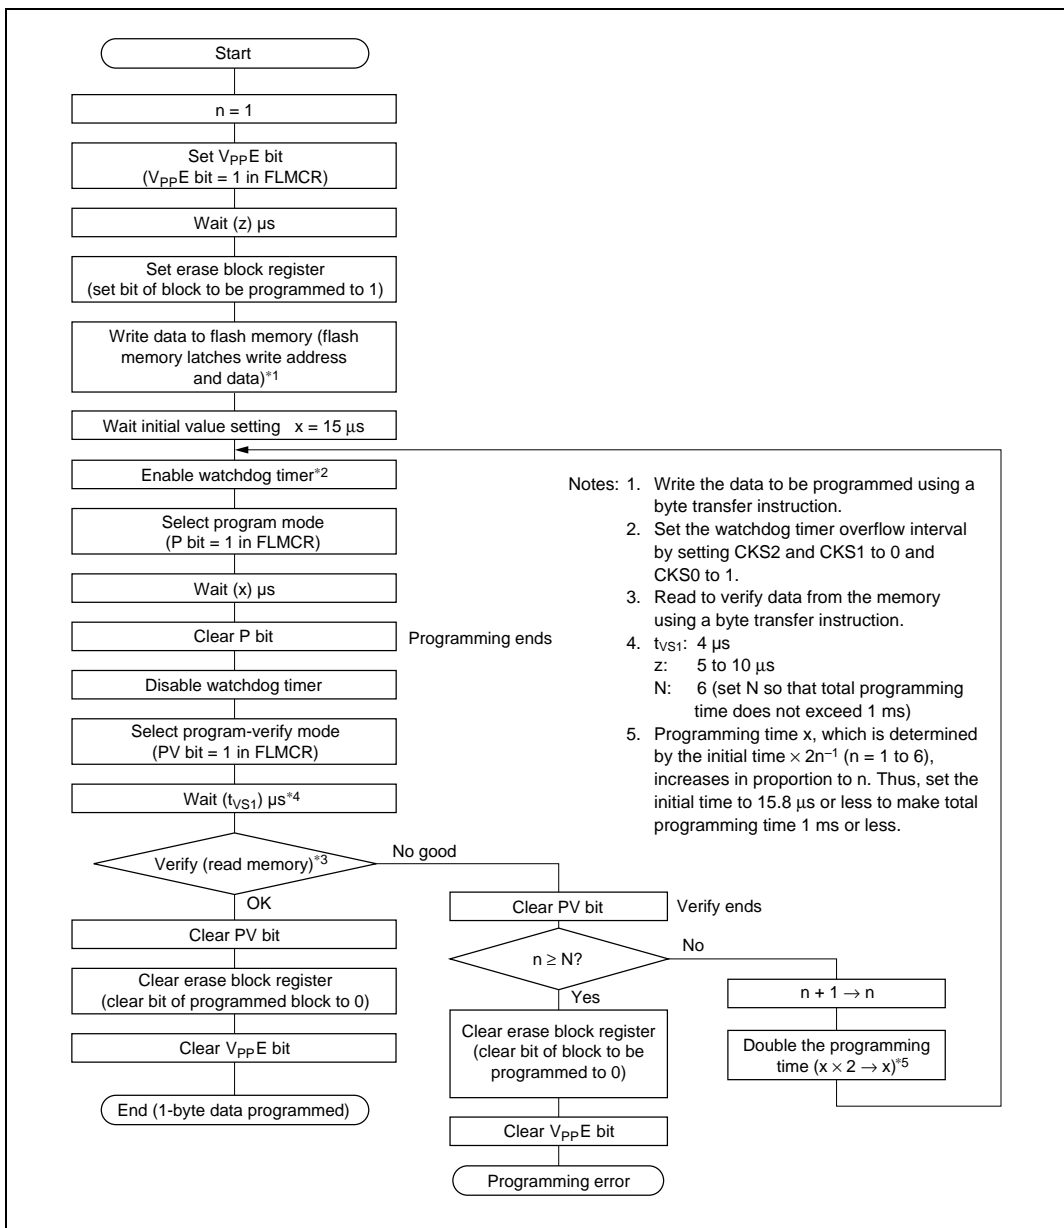 Start
n = 1
Set VPPE bit
(VPPE bit = 1 in FLMCR)
Wait (z) µs
Set erase block register
(set bit of block to be programmed to 1)
Write data to flash memory (flash
memory latches write address
and data)*1
Wait initial value setting x = 15 µs
Enable watchdog timer*2
Select program mode
(P bit = 1 in FLMCR)
Wait (x) µs
Clear P bit
Programming ends
Disable watchdog timer
Select program-verify mode
(PV bit = 1 in FLMCR)
Wait (tVS1) µs*4
Verify (read memory)*3
No good
OK
Clear PV bit
Clear erase block register
(clear bit of programmed block to 0)
Clear VPPE bit
End (1-byte data programmed)
Clear PV bit
Verify ends
n ≥ N?
No
Yes
n + 1 → n
Double the programming
time (x × 2 → x)*5
Clear erase block register
(clear bit of block to be
programmed to 0)
Clear VPPE bit
Programming error
Notes: 1. Write the data to be programmed using a
byte transfer instruction.
2. Set the watchdog timer overflow interval
by setting CKS2 and CKS1 to 0 and
CKS0 to 1.
3. Read to verify data from the memory
using a byte transfer instruction.
4. tVS1: 4 µs
z: 5 to 10 µs
N: 6 (set N so that total programming
time does not exceed 1 ms)
5. Programming time x, which is determined
by the initial time × 2n–1 (n = 1 to 6),
increases in proportion to n. Thus, set the
initial time to 15.8 µs or less to make total
programming time 1 ms or less.